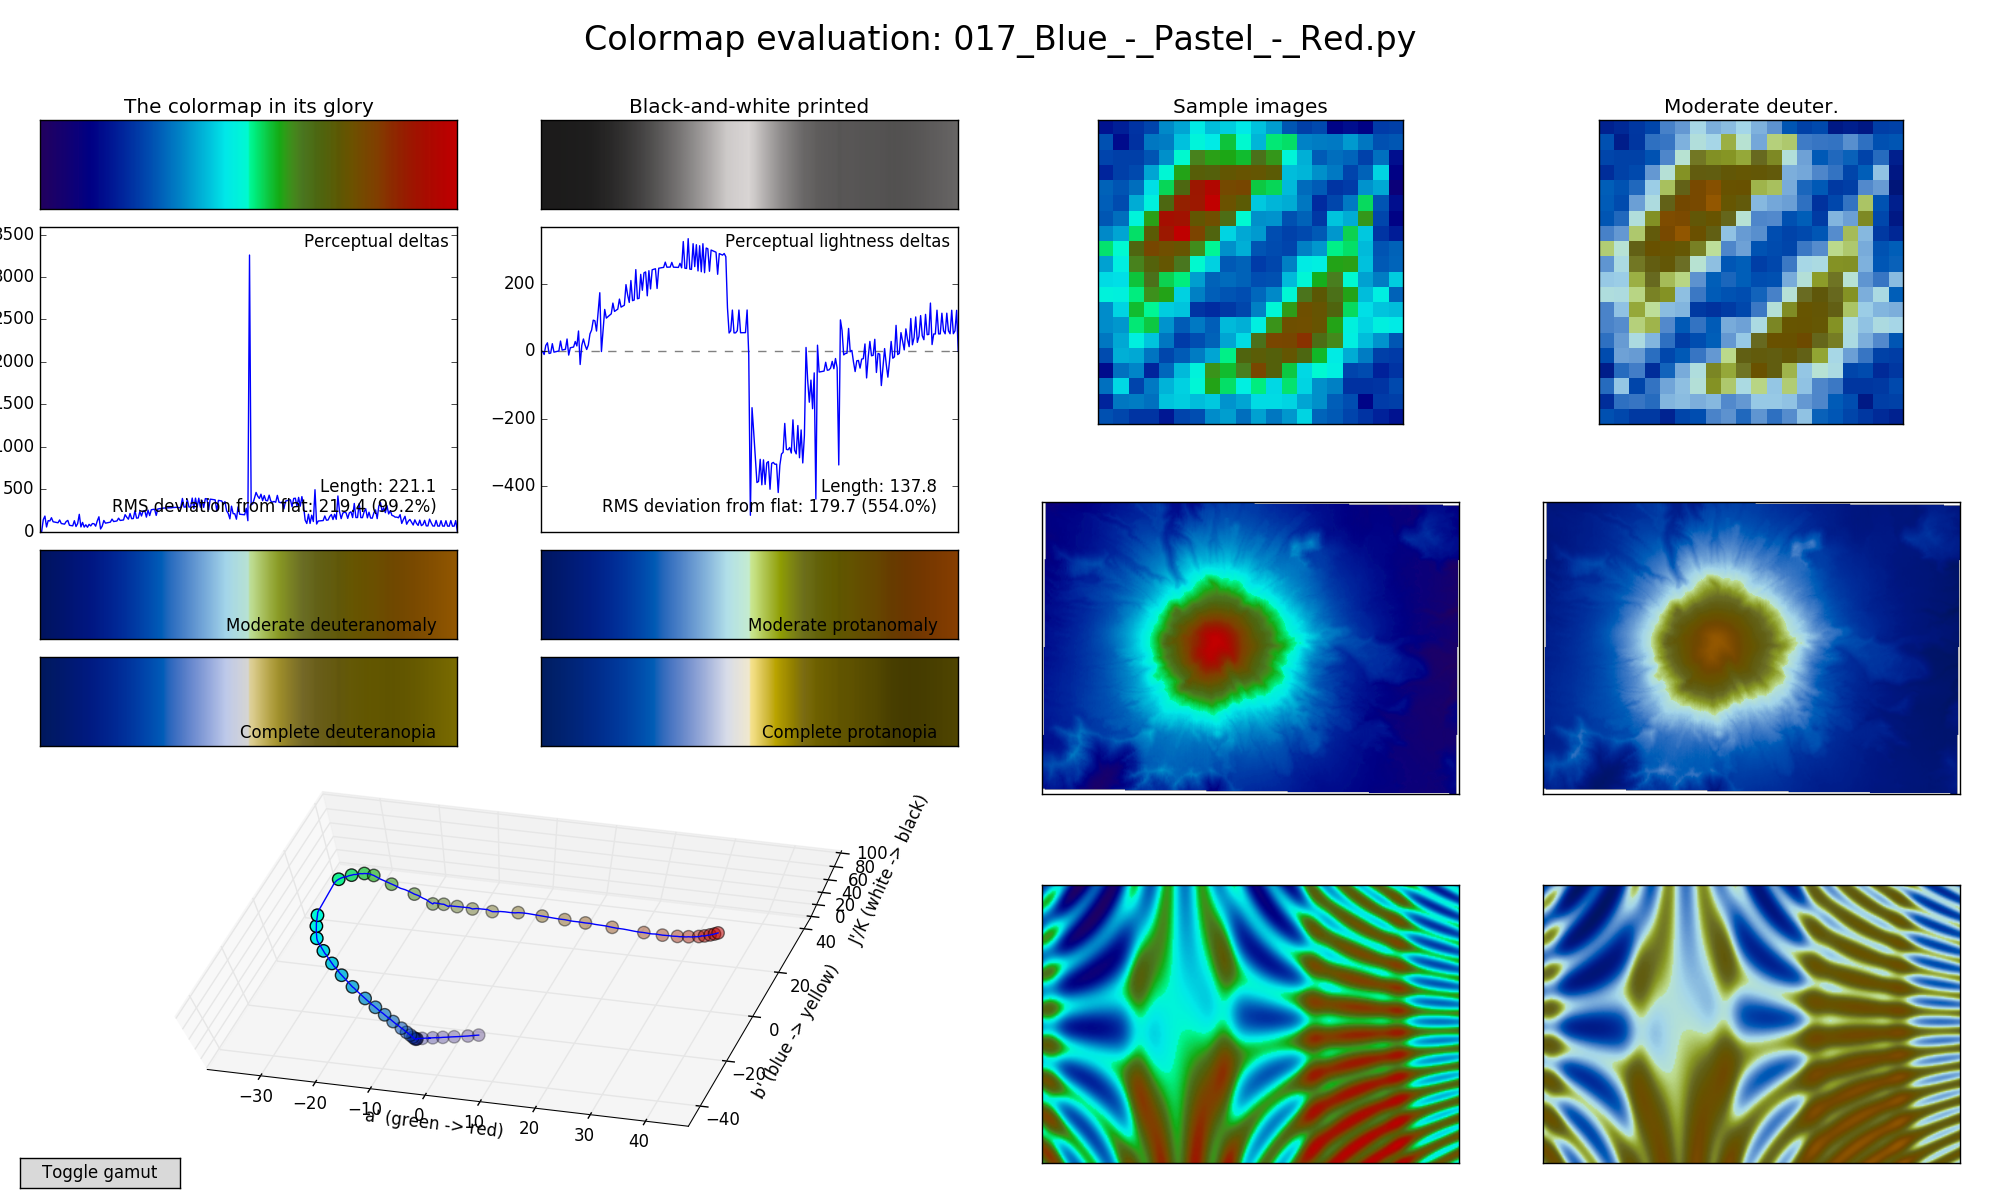 Colormap evaluation: 017_Blue_-_Pastel_-_Red.py
The colormap in its glory
Black-and-white printed
Sample images
Moderate deuter.
Perceptual deltas
500
3000
2500
2000
1500
1000
500
0
Length: 221.1
RMS deviation from flat: 219.4 (99.2%)
Perceptual lightness deltas
200
0
−200
−400
Length: 137.8
RMS deviation from flat: 179.7 (554.0%)
Moderate deuteranomaly
Moderate protanomaly
Complete deuteranopia
Complete protanopia
100
80
60
40
20
0
J'/K (white -> black)
40
20
0
−20
−40
b' (blue -> yellow)
−30
−20
−10
0
10
20
30
40
a' (green -> red)
Toggle gamut